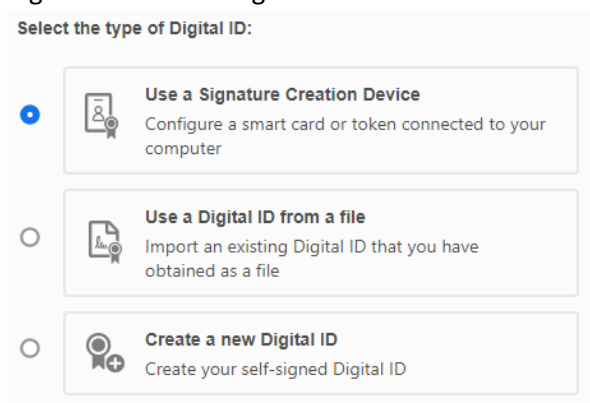 Select the type of Digital ID:
Use a Signature Creation Device
Configure a smart card or token connected to your
computer
Use a Digital ID from a file
Import an existing Digital ID that you have
obtained as a file
Create a new Digital ID
Create your self-signed Digital ID